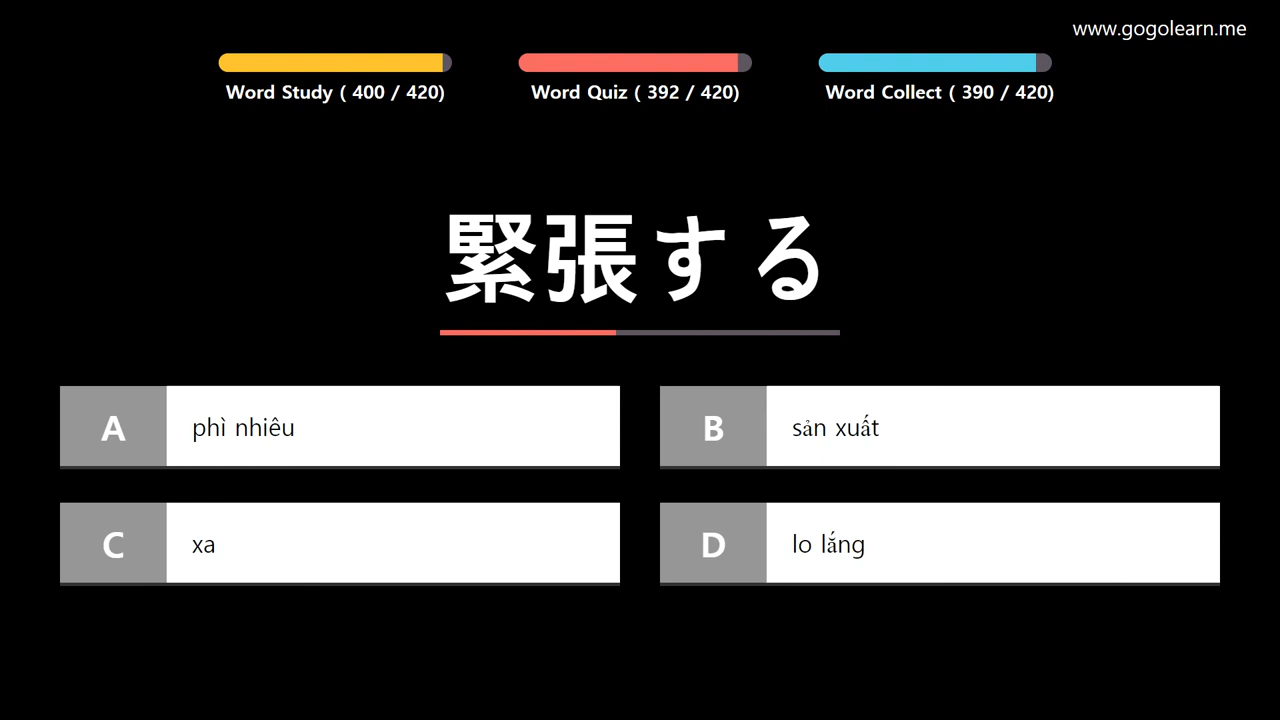 www.gogolearn.me
Word Study ( 400 / 420)
Word Quiz ( 392 / 420)
Word Collect ( 390 / 420)
緊張する
A
phì nhiêu
B
sản xuất
C
xa
D
lo lắng